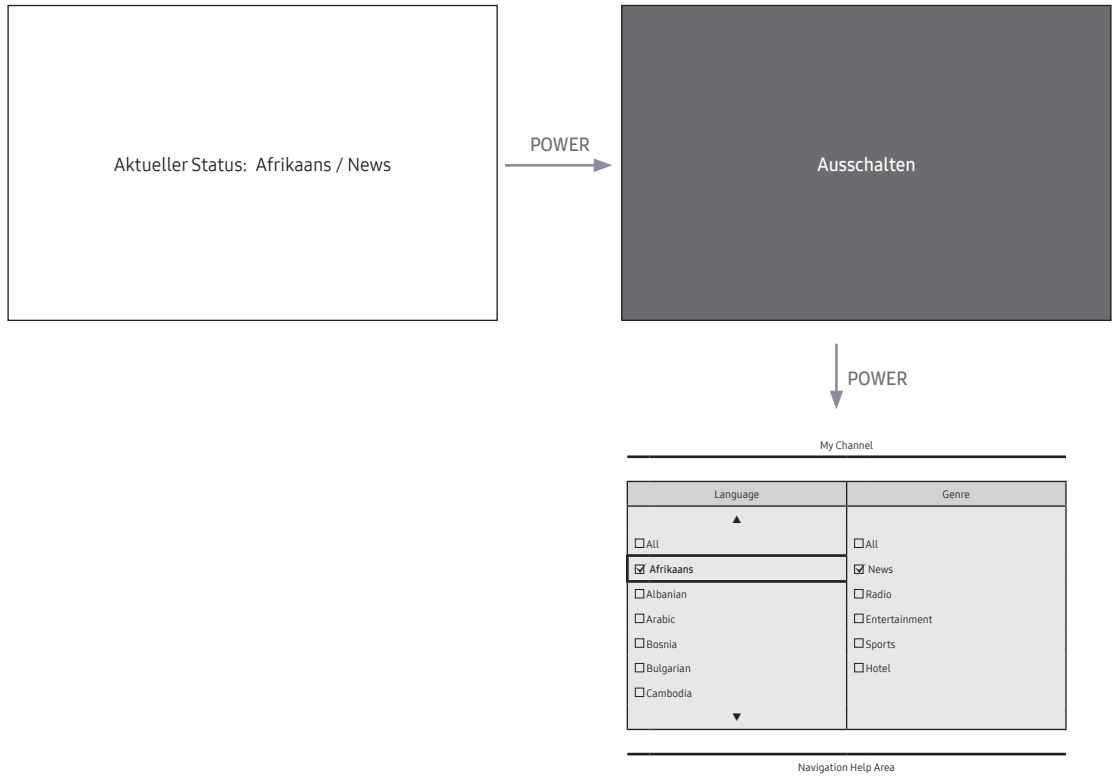 Aktueller Status: Afrikaans / News
POWER
Ausschalten
POWER
My Channel
Language Genre
▲
☐ All ☐ All
☑ Afrikaans ☑ News
☐ Albanian ☐ Radio
☐ Arabic ☐ Entertainment
☐ Bosnia ☐ Sports
☐ Bulgarian ☐ Hotel
☐ Cambodia
▼
Navigation Help Area